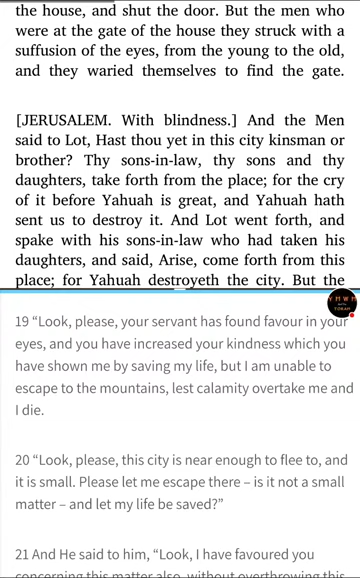 the house, and shut the door. But the men who
were at the gate of the house they struck with a
suffusion of the eyes, from the young to the old,
and they waried themselves to find the gate.
[JERUSALEM. With blindness.] And the Men
said to Lot, Hast thou yet in this city kinsman or
brother? Thy sons-in-law, thy sons and thy
daughters, take forth from the place; for the cry
of it before Yahuah is great, and Yahuah hath
sent us to destroy it. And Lot went forth, and
spake with his sons-in-law who had taken his
daughters, and said, Arise, come forth from this
place; for Yahuah destroyeth the city. But the
Y M W M
WITH
TORAH
19 “Look, please, your servant has found favour in your
eyes, and you have increased your kindness which you
have shown me by saving my life, but I am unable to
escape to the mountains, lest calamity overtake me and
I die.
20 “Look, please, this city is near enough to flee to, and
it is small. Please let me escape there – is it not a small
matter – and let my life be saved?”
21 And He said to him, “Look, I have favoured you
concerning this matter also, without overthrowing this